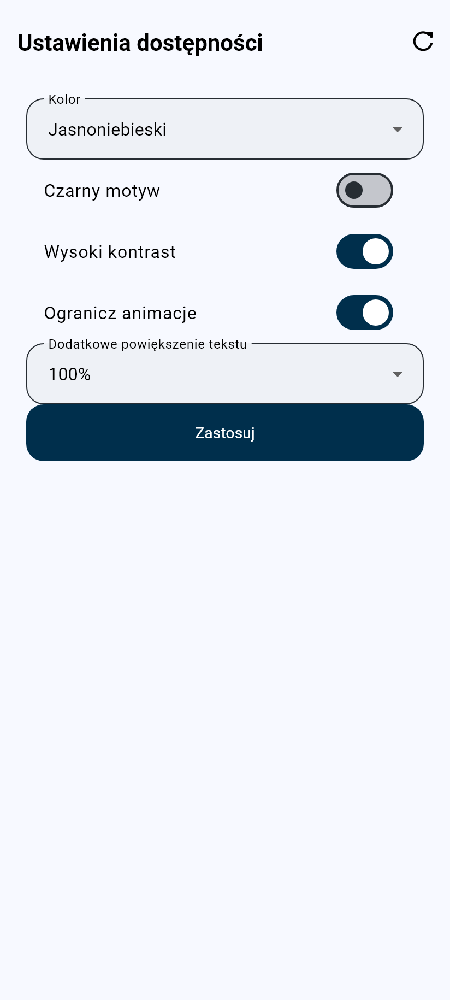 Ustawienia dostępności
Kolor
Jasnoniebieski
Czarny motyw
Wysoki kontrast
Ogranicz animacje
Dodatkowe powiększenie tekstu
100%
Zastosuj